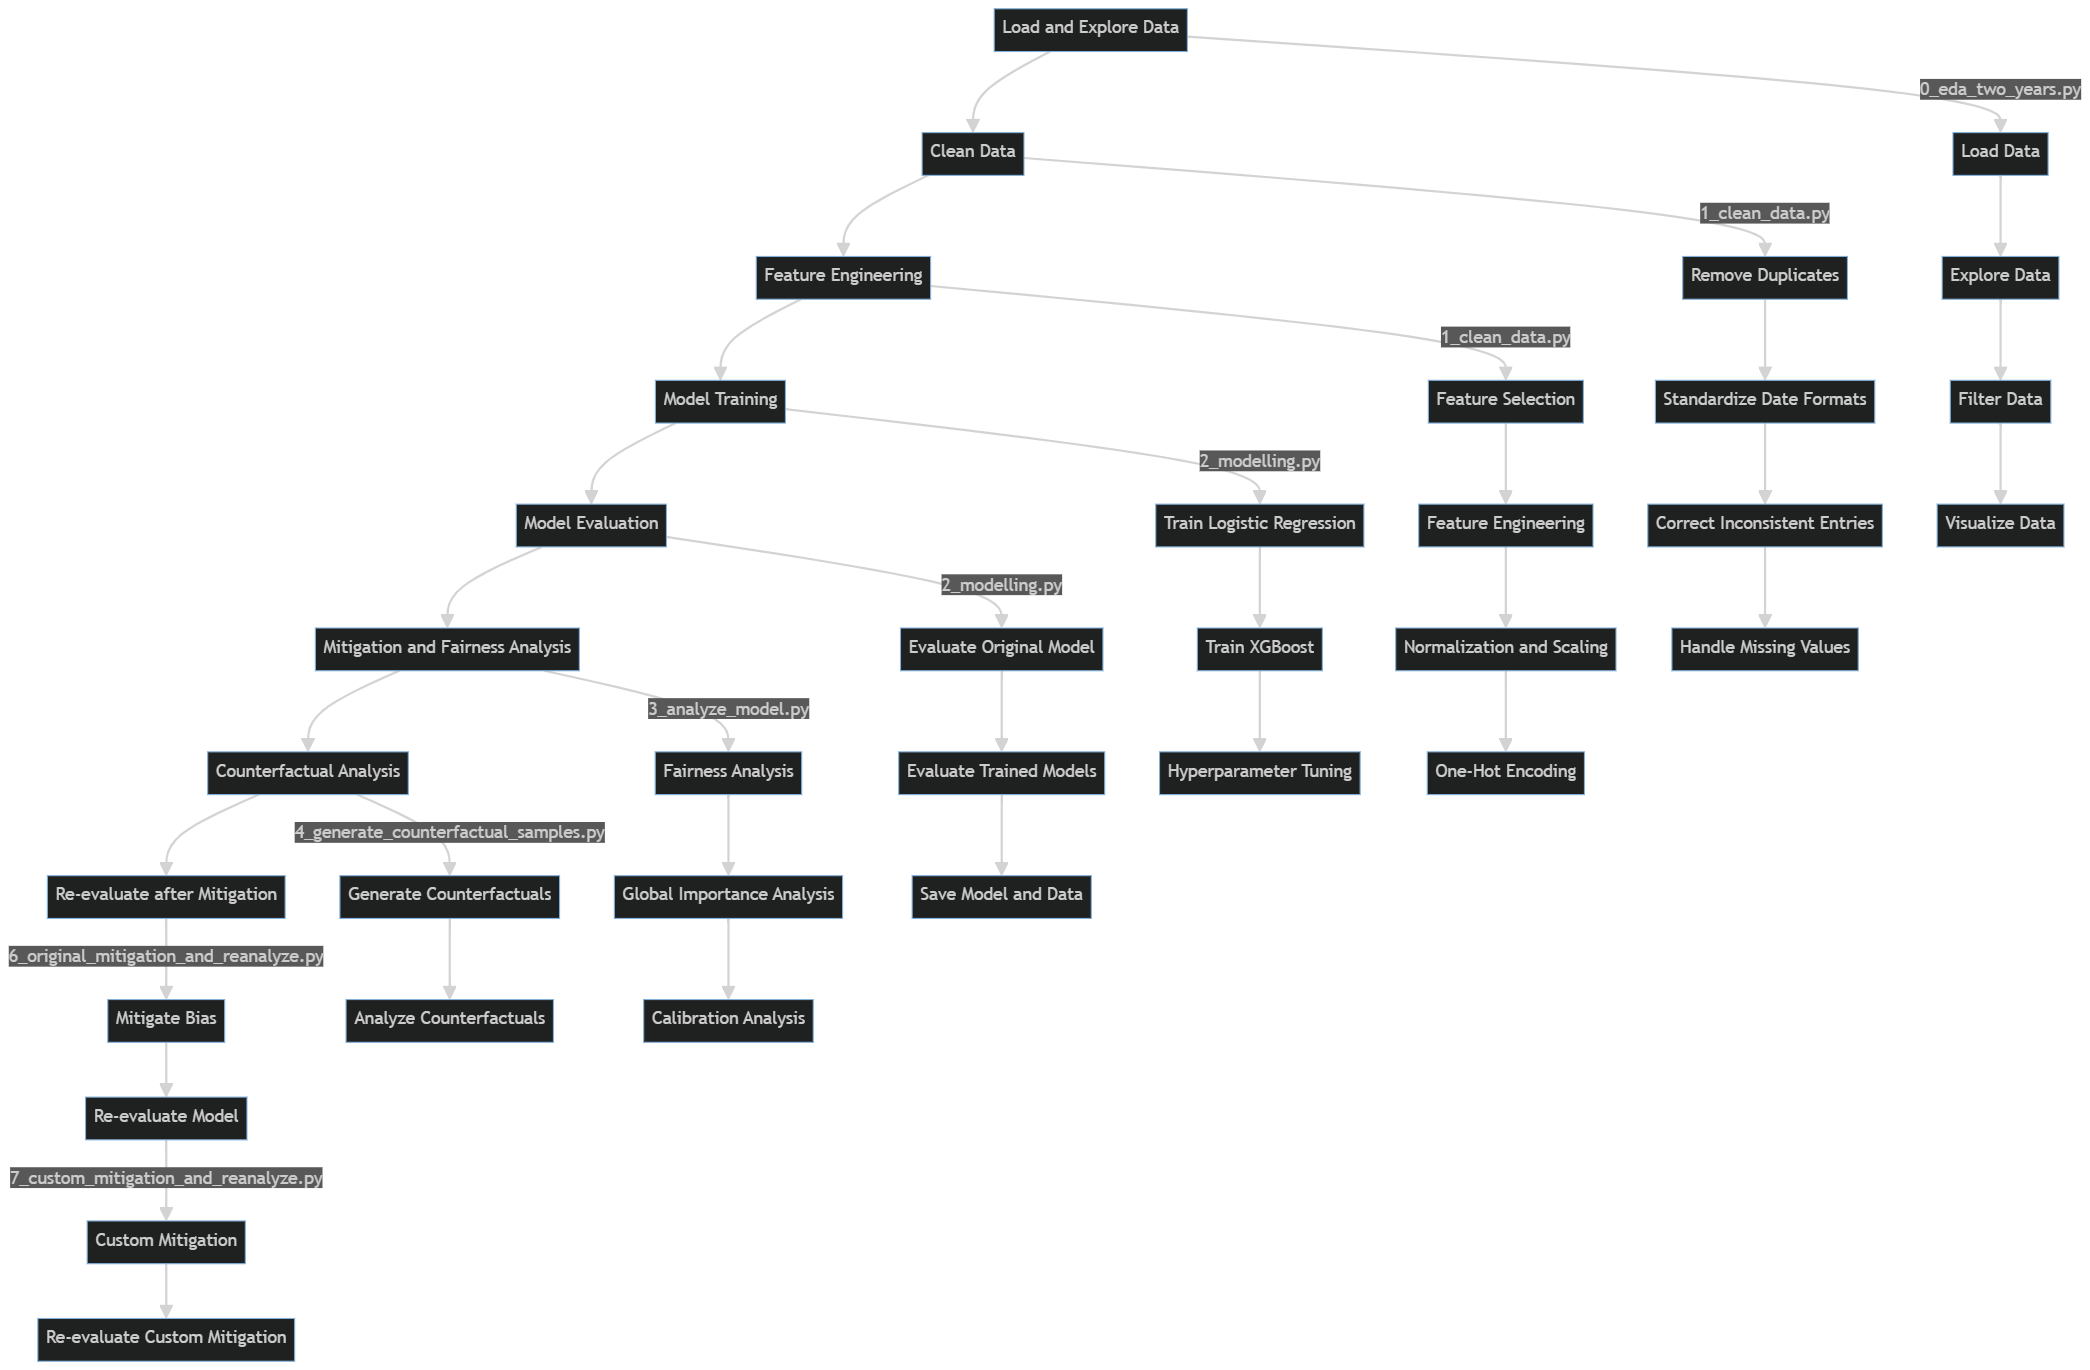 Load and Explore Data
0_eda_two_years.py
Clean Data
Load Data
1_clean_data.py
Feature Engineering
Remove Duplicates
Explore Data
1_clean_data.py
Model Training
Feature Selection
Standardize Date Formats
Filter Data
2_modelling.py
Model Evaluation
Train Logistic Regression
Feature Engineering
Correct Inconsistent Entries
Visualize Data
2_modelling.py
Mitigation and Fairness Analysis
Evaluate Original Model
Train XGBoost
Normalization and Scaling
Handle Missing Values
3_analyze_model.py
Counterfactual Analysis
Fairness Analysis
Evaluate Trained Models
Hyperparameter Tuning
One-Hot Encoding
4_generate_counterfactual_samples.py
Re-evaluate after Mitigation
Generate Counterfactuals
Global Importance Analysis
Save Model and Data
6_original_mitigation_and_reanalyze.py
Mitigate Bias
Analyze Counterfactuals
Calibration Analysis
Re-evaluate Model
7_custom_mitigation_and_reanalyze.py
Custom Mitigation
Re-evaluate Custom Mitigation